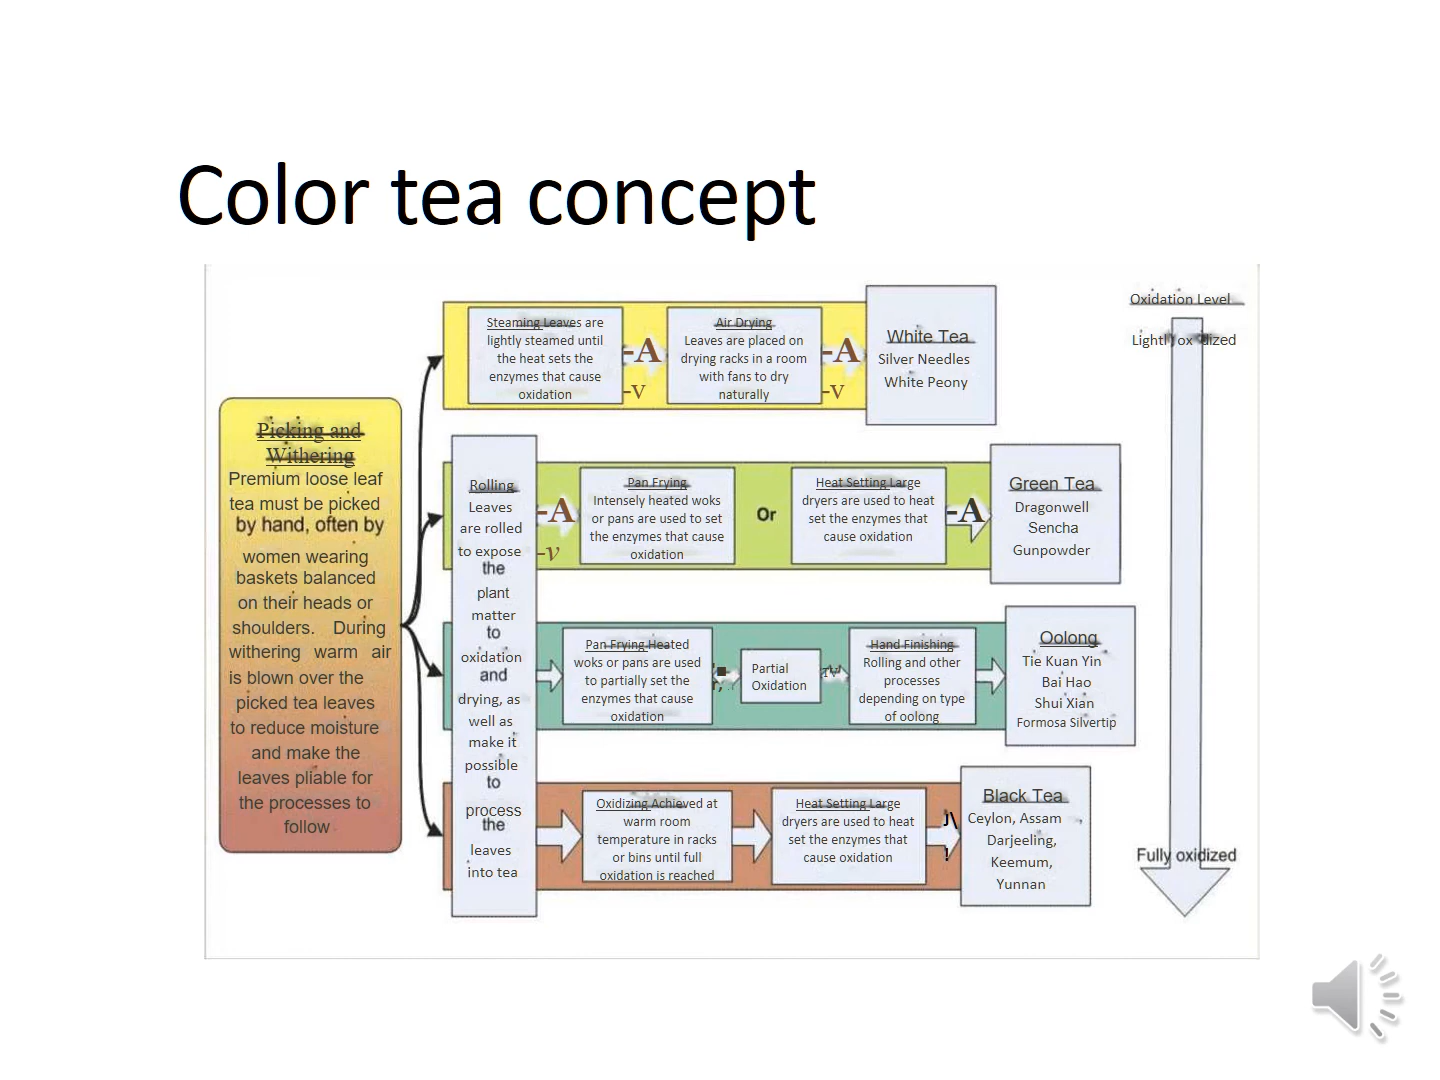 Color tea concept
Picking and
Withering
Premium loose leaf
tea must be picked
by hand, often by
women wearing
baskets balanced
on their heads or
shoulders. During
withering warm air
is blown over the
picked tea leaves
to reduce moisture
and make the
leaves pliable for
the processes to
follow
Steaming Leaves are
lightly steamed until
the heat sets the
enzymes that cause
oxidation
-A
-v
Air Drying
Leaves are placed on
drying racks in a room
with fans to dry
naturally
-A
-v
White Tea
Silver Needles
White Peony
Rolling
Leaves
are rolled
to expose
the
plant
matter
to
oxidation
and
drying, as
well as
make it
possible
to
process
the
leaves
into tea
-A
-v
Pan Frying
Intensely heated woks
or pans are used to set
the enzymes that cause
oxidation
Or
Heat Setting Large
dryers are used to heat
set the enzymes that
cause oxidation
-A
Green Tea
Dragonwell
Sencha
Gunpowder
Pan Frying Heated
woks or pans are used
to partially set the
enzymes that cause
oxidation
Partial
Oxidation
Hand Finishing
Rolling and other
processes
depending on type
of oolong
Oolong
Tie Kuan Yin
Bai Hao
Shui Xian
Formosa Silvertip
Oxidizing Achieved at
warm room
temperature in racks
or bins until full
oxidation is reached
Heat Setting Large
dryers are used to heat
set the enzymes that
cause oxidation
Black Tea
Ceylon, Assam ,
Darjeeling,
Keemum,
Yunnan
Oxidation Level
Lightly oxidized
Fully oxidized